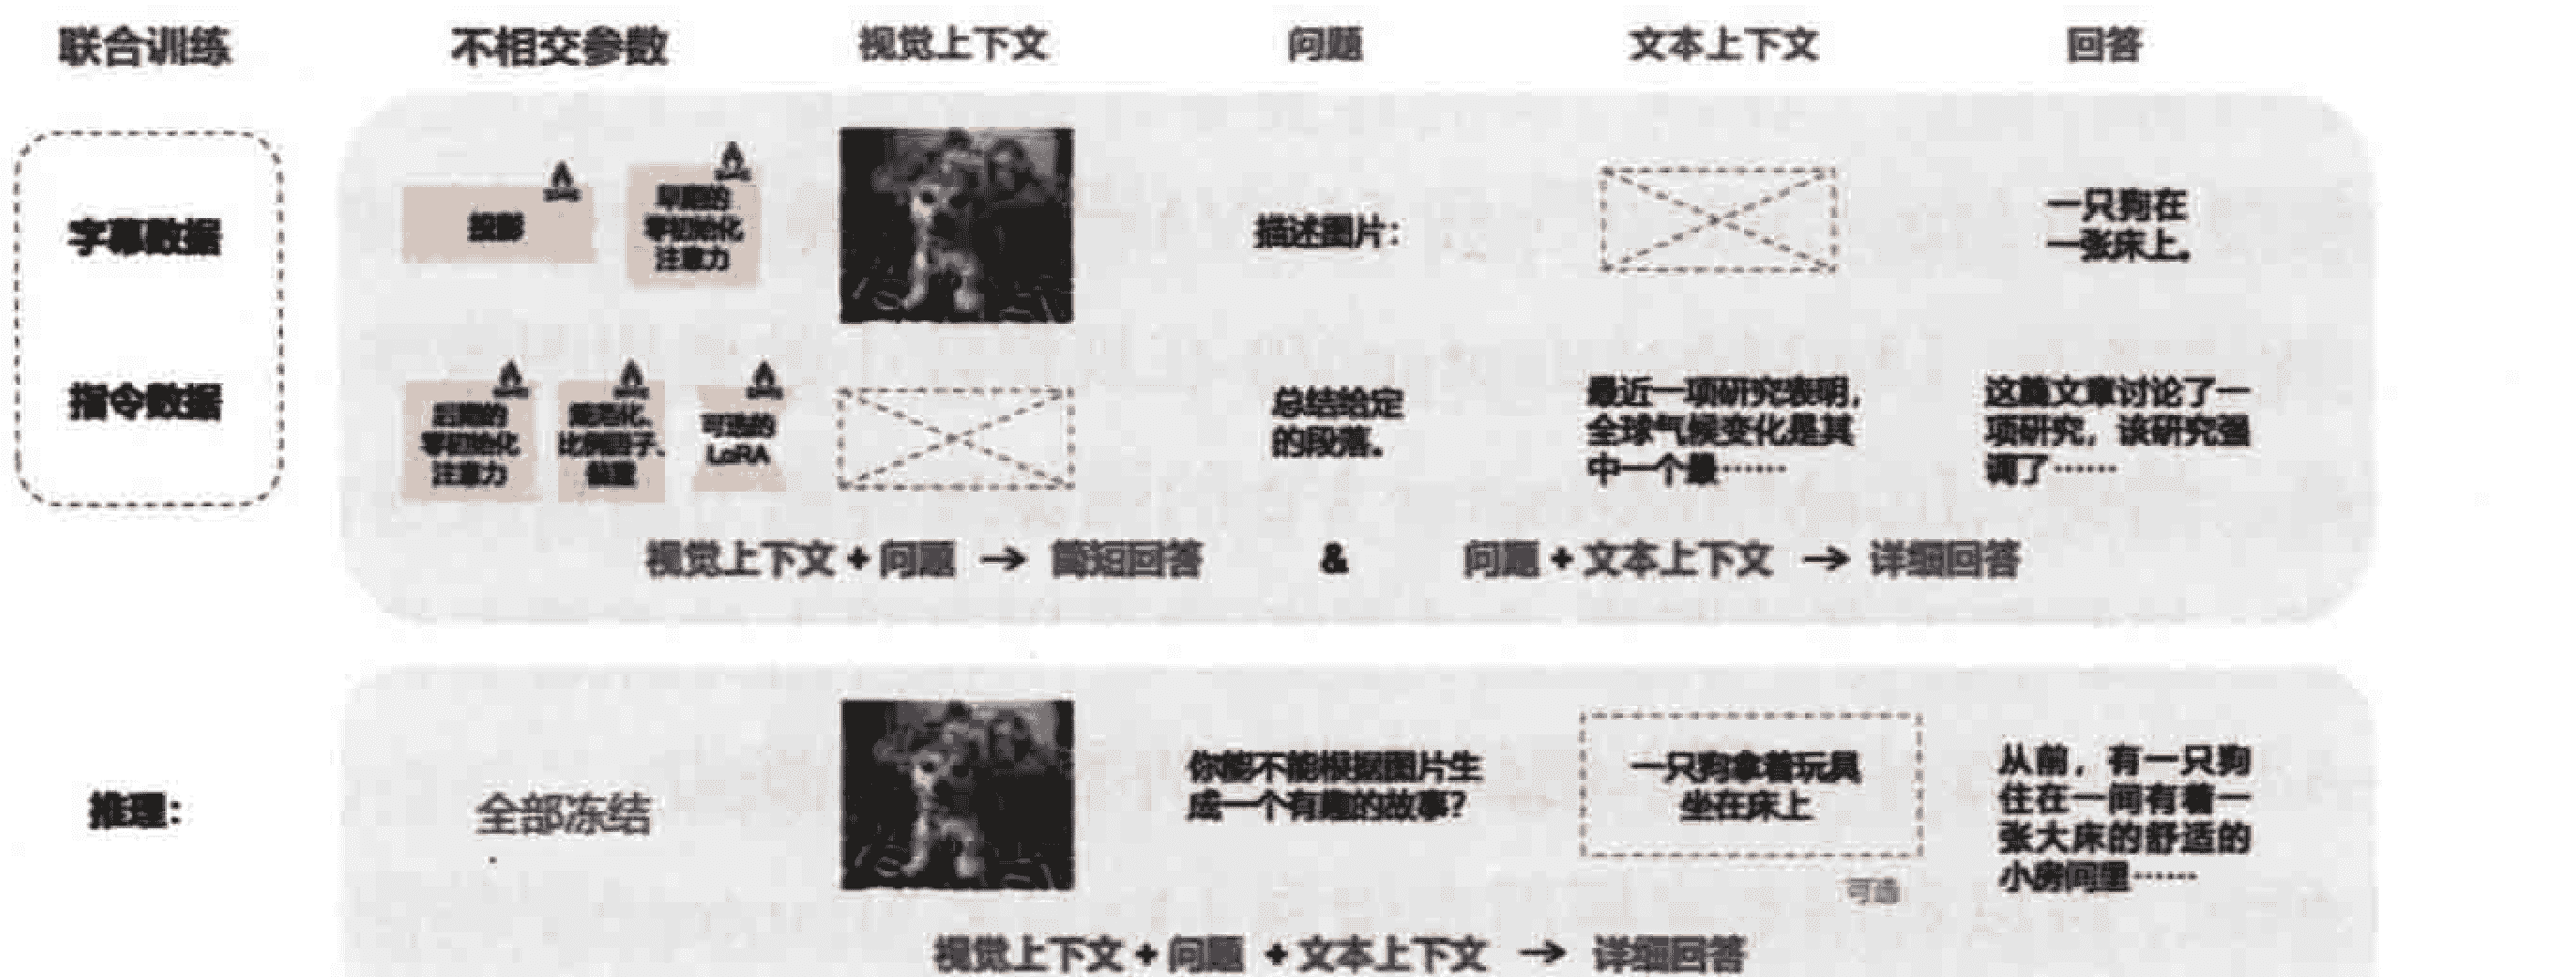 联合训练
不相交参数
视觉上下文
问题
文本上下文
回答
字幕数据
投影
早期的
零初始化
注意力
描述图片：
一只狗在
一张床上。
指令数据
后期的
零初始化
注意力
比例因子、
可选的
LoRA
总结给定
的段落。
最近一项研究表明，
全球气候变化是其
中一个最……
这篇文章讨论了一
项研究，该研究强
调了……
视觉上下文 + 问题 → 简短回答 & 问题 + 文本上下文 → 详细回答
推理：
全部冻结
你能不能根据图片生
成一个有趣的故事？
一只狗拿着玩具
坐在床上
可选
从前，有一只狗
住在一间有着一
张大床的舒适的
小房间里……
视觉上下文 + 问题 + 文本上下文 → 详细回答